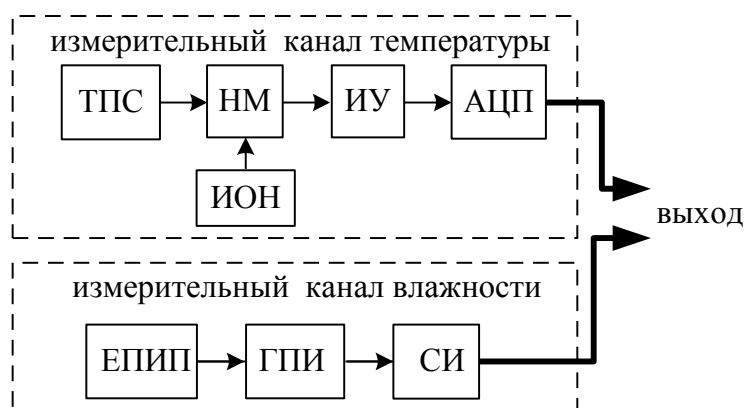 измерительный канал температуры
ТПС НМ ИУ АЦП
ИОН
выход
измерительный канал влажности
ЕПИП ГПИ СИ